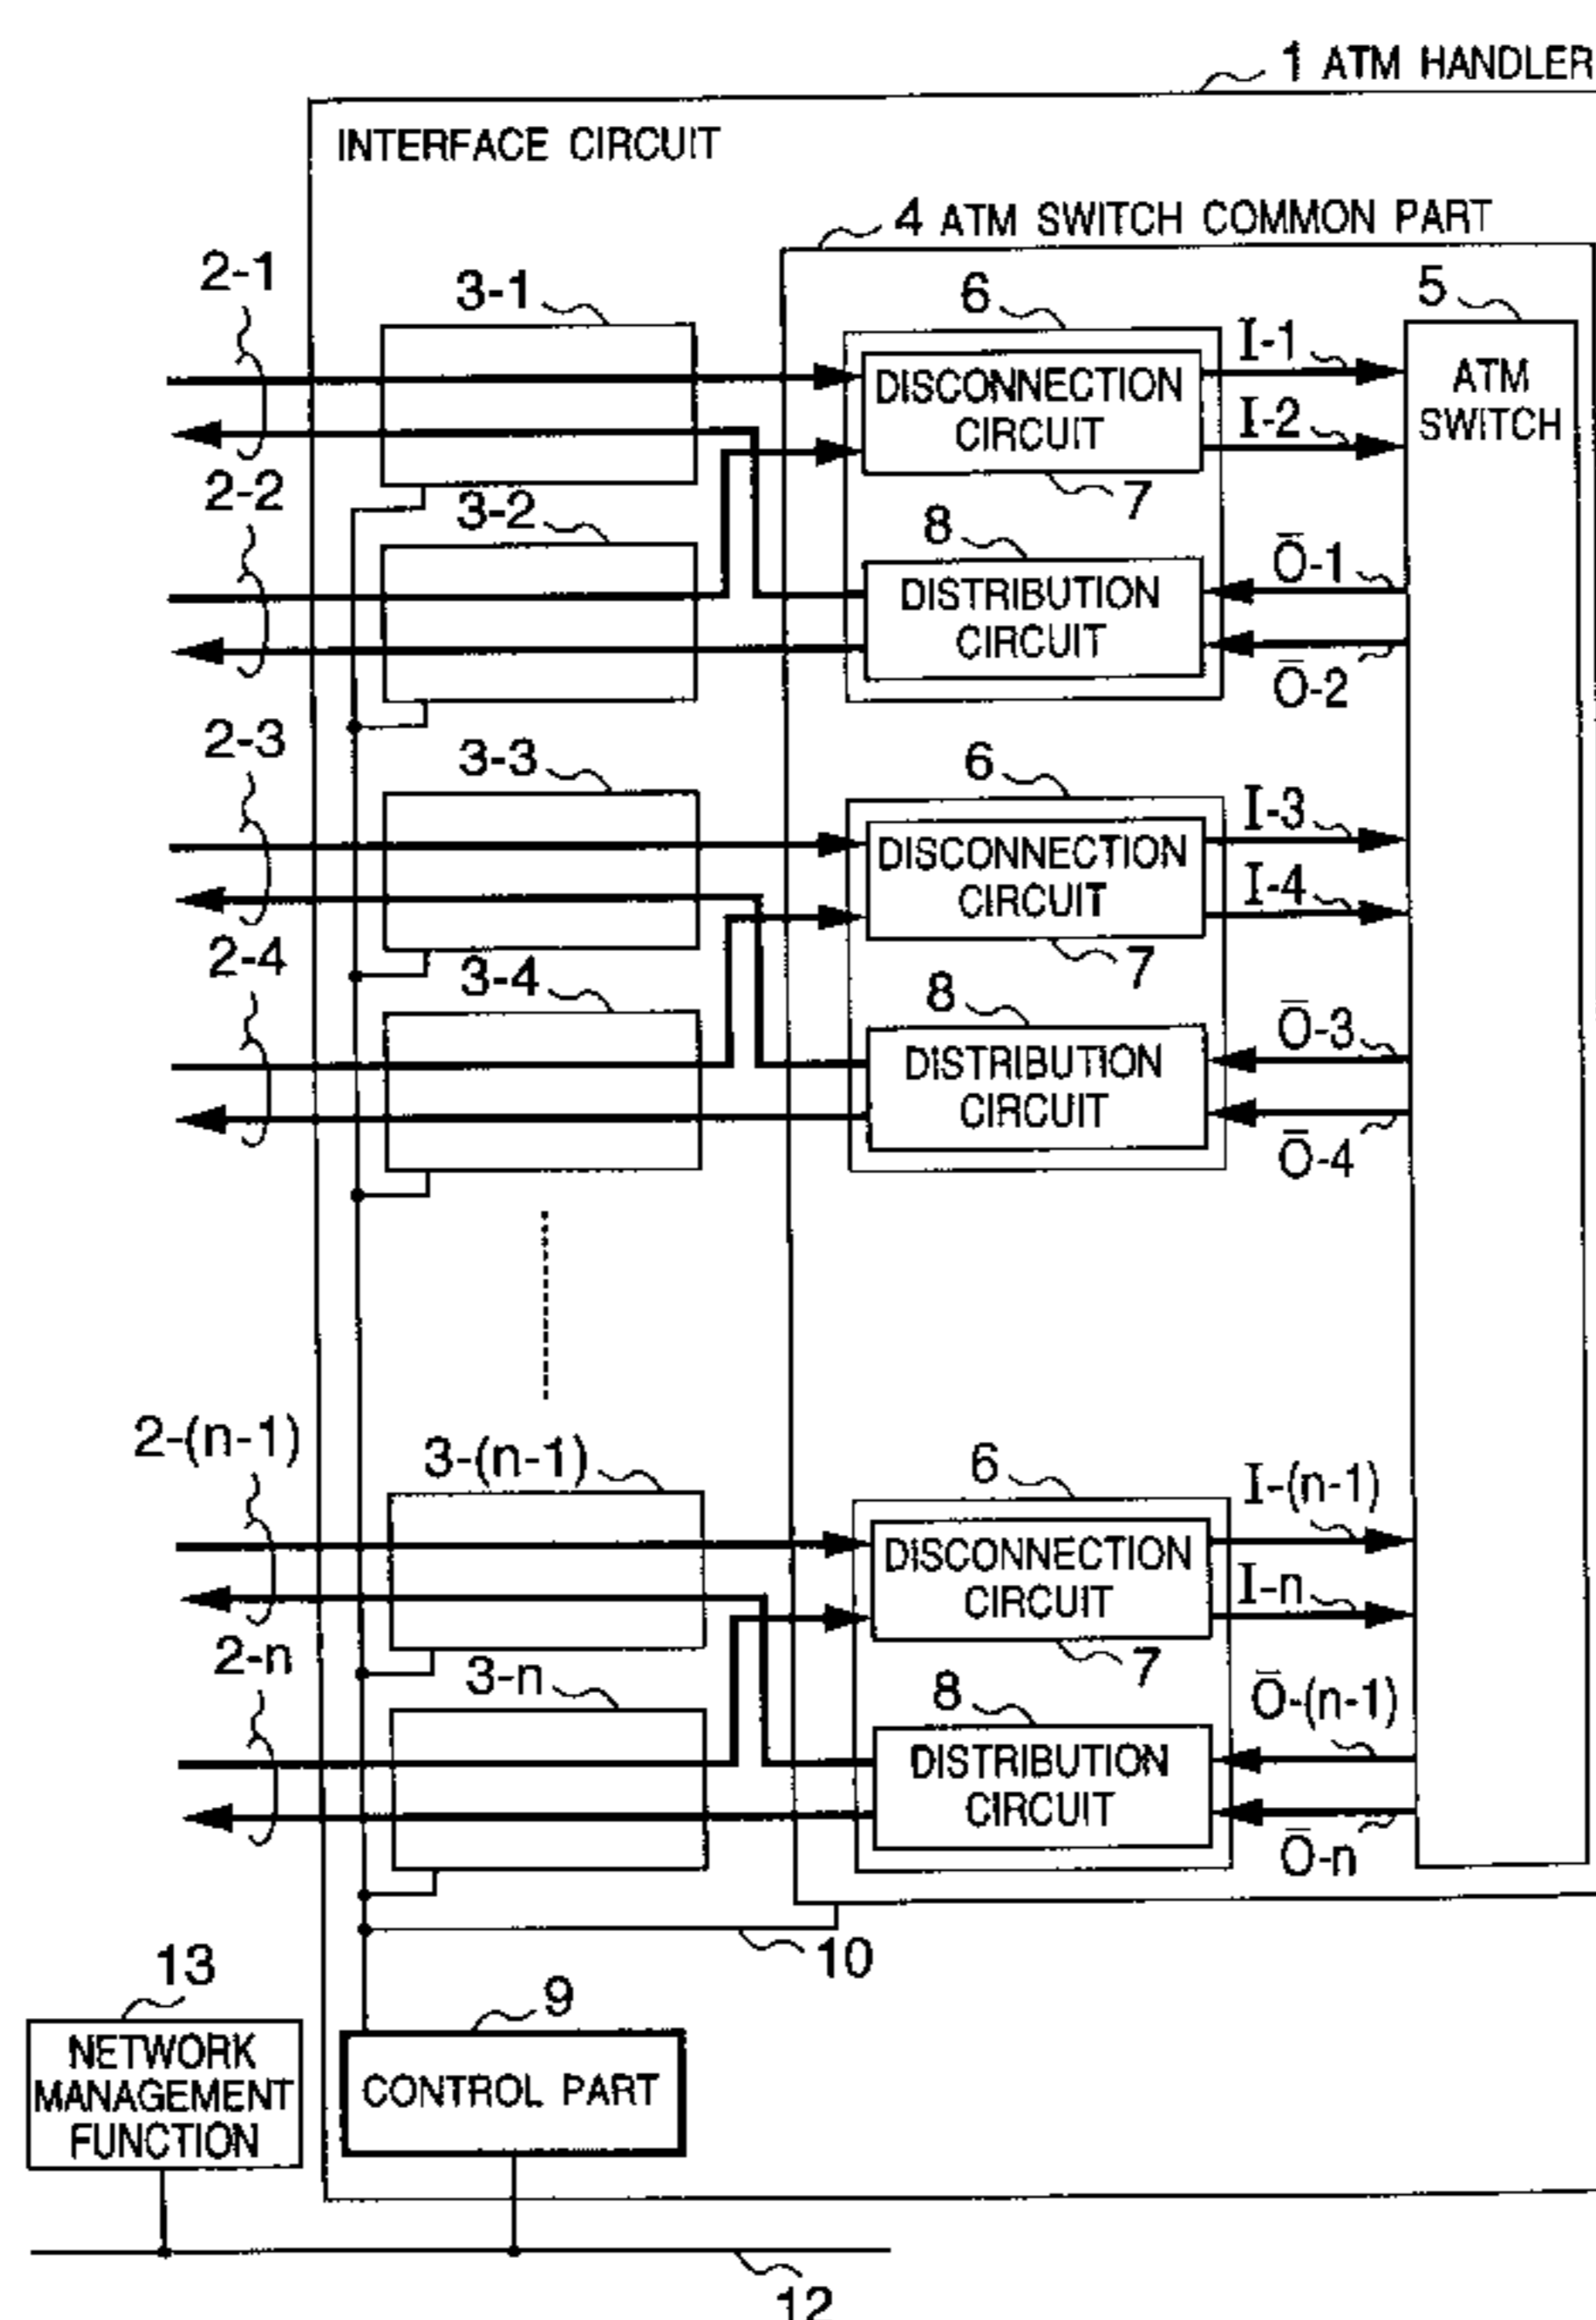 1 ATM HANDLER
INTERFACE CIRCUIT
4 ATM SWITCH COMMON PART
2-1
3-1
6
5
DISCONNECTION
CIRCUIT
I-1
I-2
ATM
SWITCH
2-2
3-2
7
8
DISTRIBUTION
CIRCUIT
O̅-1
O̅-2
2-3
3-3
6
DISCONNECTION
CIRCUIT
I-3
I-4
2-4
3-4
7
8
DISTRIBUTION
CIRCUIT
O̅-3
O̅-4
2-(n-1)
3-(n-1)
6
DISCONNECTION
CIRCUIT
I-(n-1)
I-n
2-n
3-n
7
8
DISTRIBUTION
CIRCUIT
O̅-(n-1)
O̅-n
10
13
NETWORK
MANAGEMENT
FUNCTION
9
CONTROL PART
12